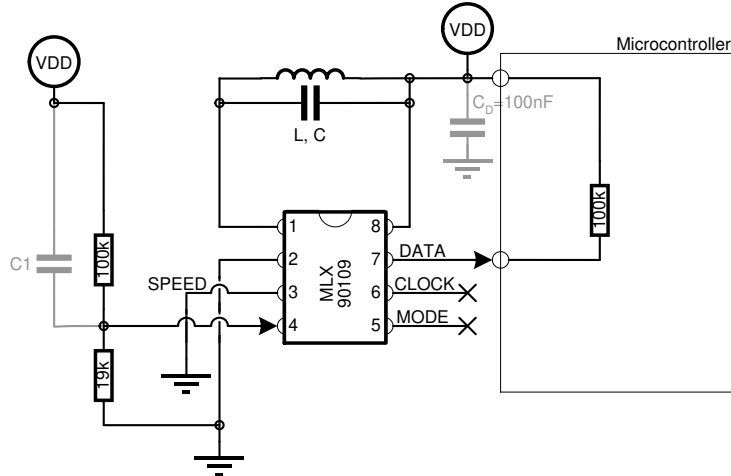 VDD
Microcontroller
VDD
C_D=100nF
L, C
100k
1
8
C1
100k
2
7
DATA
MLX
90109
SPEED
3
6
CLOCK
4
5
MODE
19k